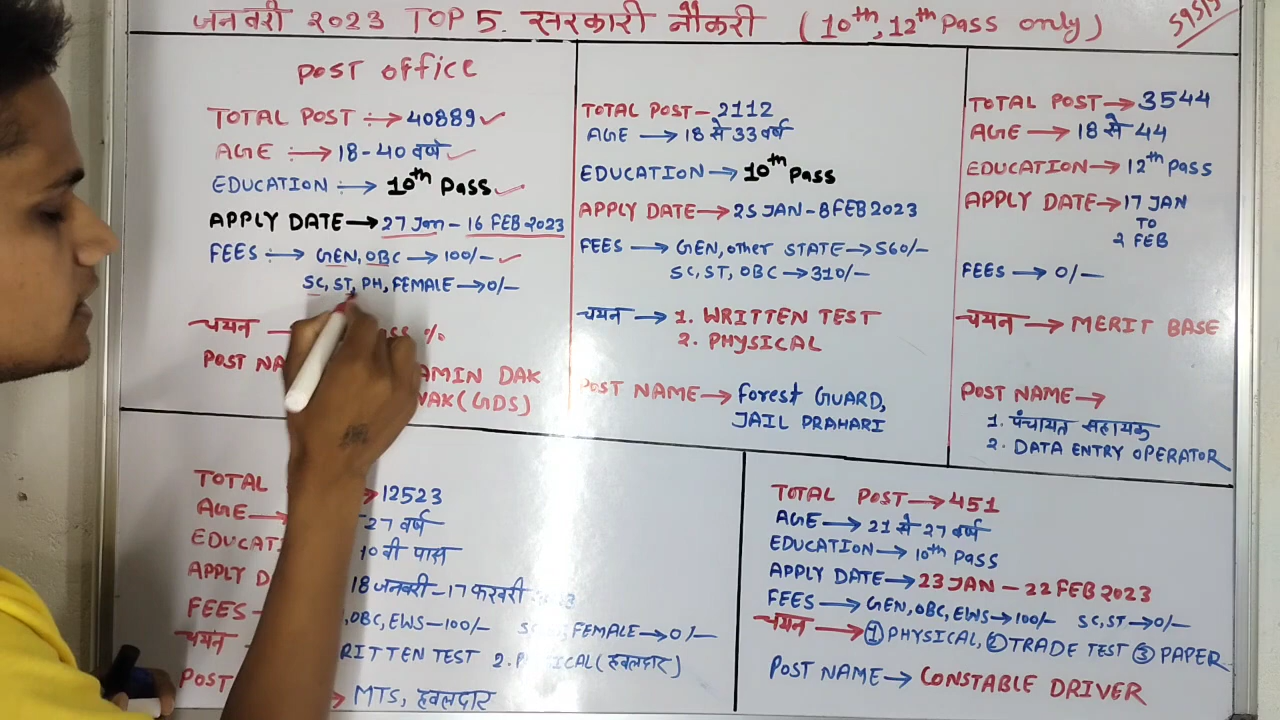 जनवरी 2023 TOP 5. सरकारी नौकरी (10th, 12th Pass only)
POST OFFICE
TOTAL POST :→ 40889 ✓
AGE :→ 18-40 वर्ष ✓
EDUCATION :→ 10th Pass ✓
APPLY DATE → 27 Jan - 16 FEB 2023
FEES :→ GEN, OBC → 100/- ✓
SC, ST, PH, FEMALE → 0/-
चयन
%
POST NA
AMIN DAK
(GDS)
TOTAL POST - 2112
AGE → 18 से 33 वर्ष
EDUCATION → 10th Pass
APPLY DATE → 25 JAN - 8 FEB 2023
FEES → GEN, other STATE → 560/-
SC, ST, OBC → 310/-
चयन → 1. WRITTEN TEST
2. PHYSICAL
POST NAME → Forest GUARD,
JAIL PRAHARI
TOTAL POST → 3544
AGE → 18 से 44
EDUCATION → 12th Pass
APPLY DATE → 17 JAN
TO
2 FEB
FEES → 0/-
चयन → MERIT BASE
POST NAME →
1. पंचायत सहायक
2. DATA ENTRY OPERATOR
TOTAL → 12523
AGE → 27 वर्ष
EDUCATI 10 वी पास
APPLY D 18 जनवरी - 17 फरवरी
FEES - , OBC, EWS - 100/- FEMALE → 0/-
चयन RITTEN TEST 2. (हवलदार)
POST → MTS, हवलदार
TOTAL POST → 451
AGE → 21 से 27 वर्ष
EDUCATION → 10th Pass
APPLY DATE → 23 JAN - 22 FEB 2023
FEES → GEN, OBC, EWS → 100/- SC, ST → 0/-
चयन → ① PHYSICAL, ② TRADE TEST ③ PAPER
POST NAME → CONSTABLE DRIVER